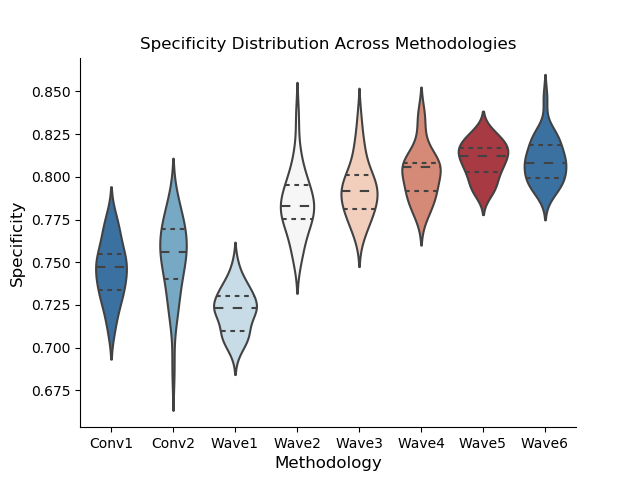 Specificity Distribution Across Methodologies
0.850
0.825
0.800
0.775
0.750
0.725
0.700
0.675
Specificity
Conv1 Conv2 Wave1 Wave2 Wave3 Wave4 Wave5 Wave6
Methodology